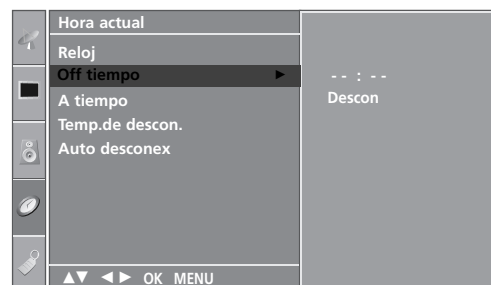 Hora actual
Reloj
Off tiempo ►
- - : - -
A tiempo
Descon
Temp.de descon.
Auto desconex
▲▼ ◄► OK MENU